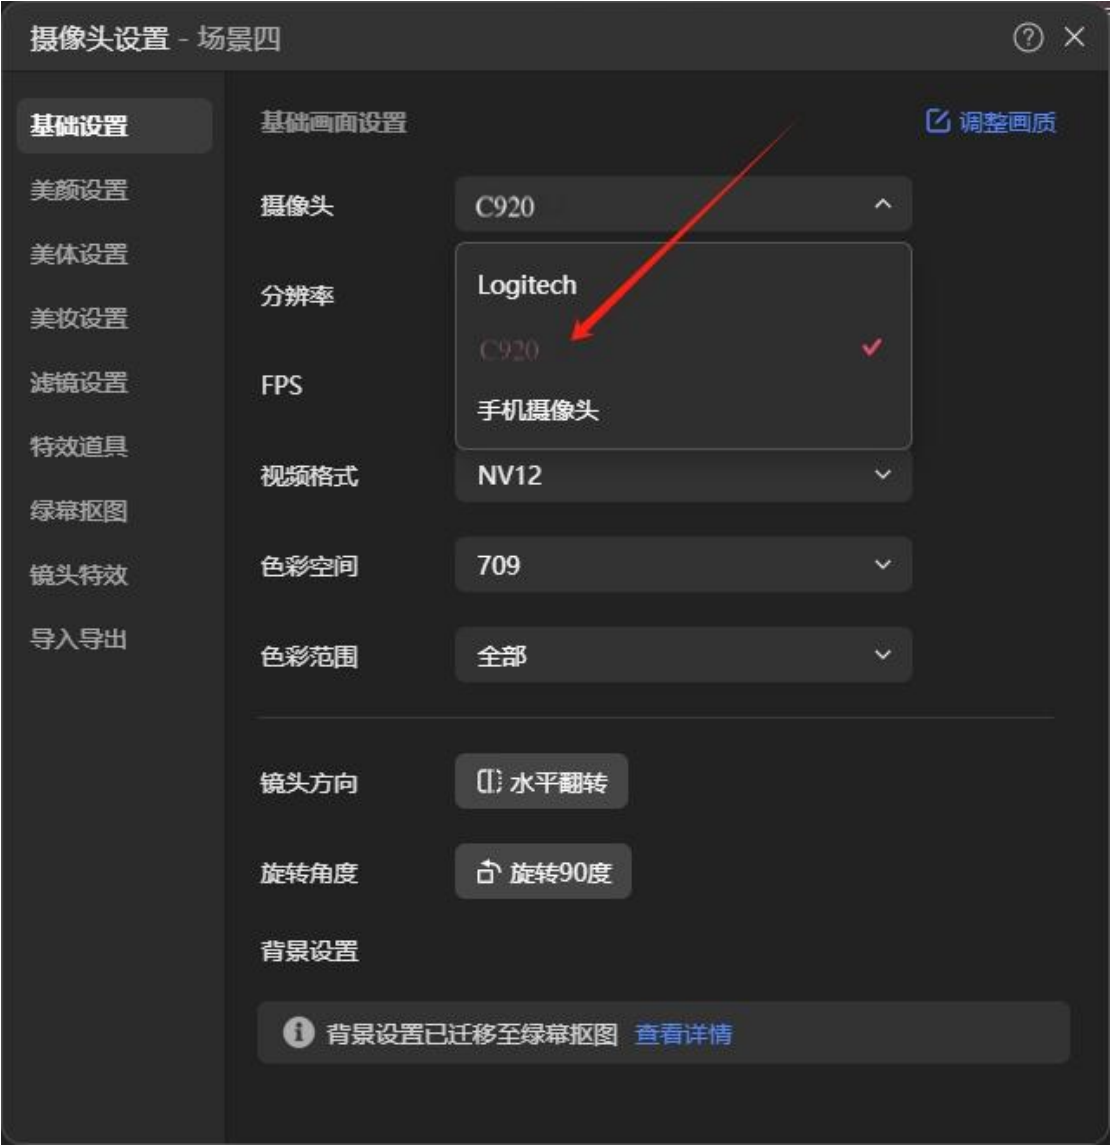 摄像头设置 - 场景四
基础设置
美颜设置
美体设置
美妆设置
滤镜设置
特效道具
绿幕抠图
镜头特效
导入导出
基础画面设置
调整画质
摄像头
C920
Logitech
C920
手机摄像头
分辨率
FPS
视频格式
NV12
色彩空间
709
色彩范围
全部
镜头方向
水平翻转
旋转角度
旋转90度
背景设置
背景设置已迁移至绿幕抠图 查看详情